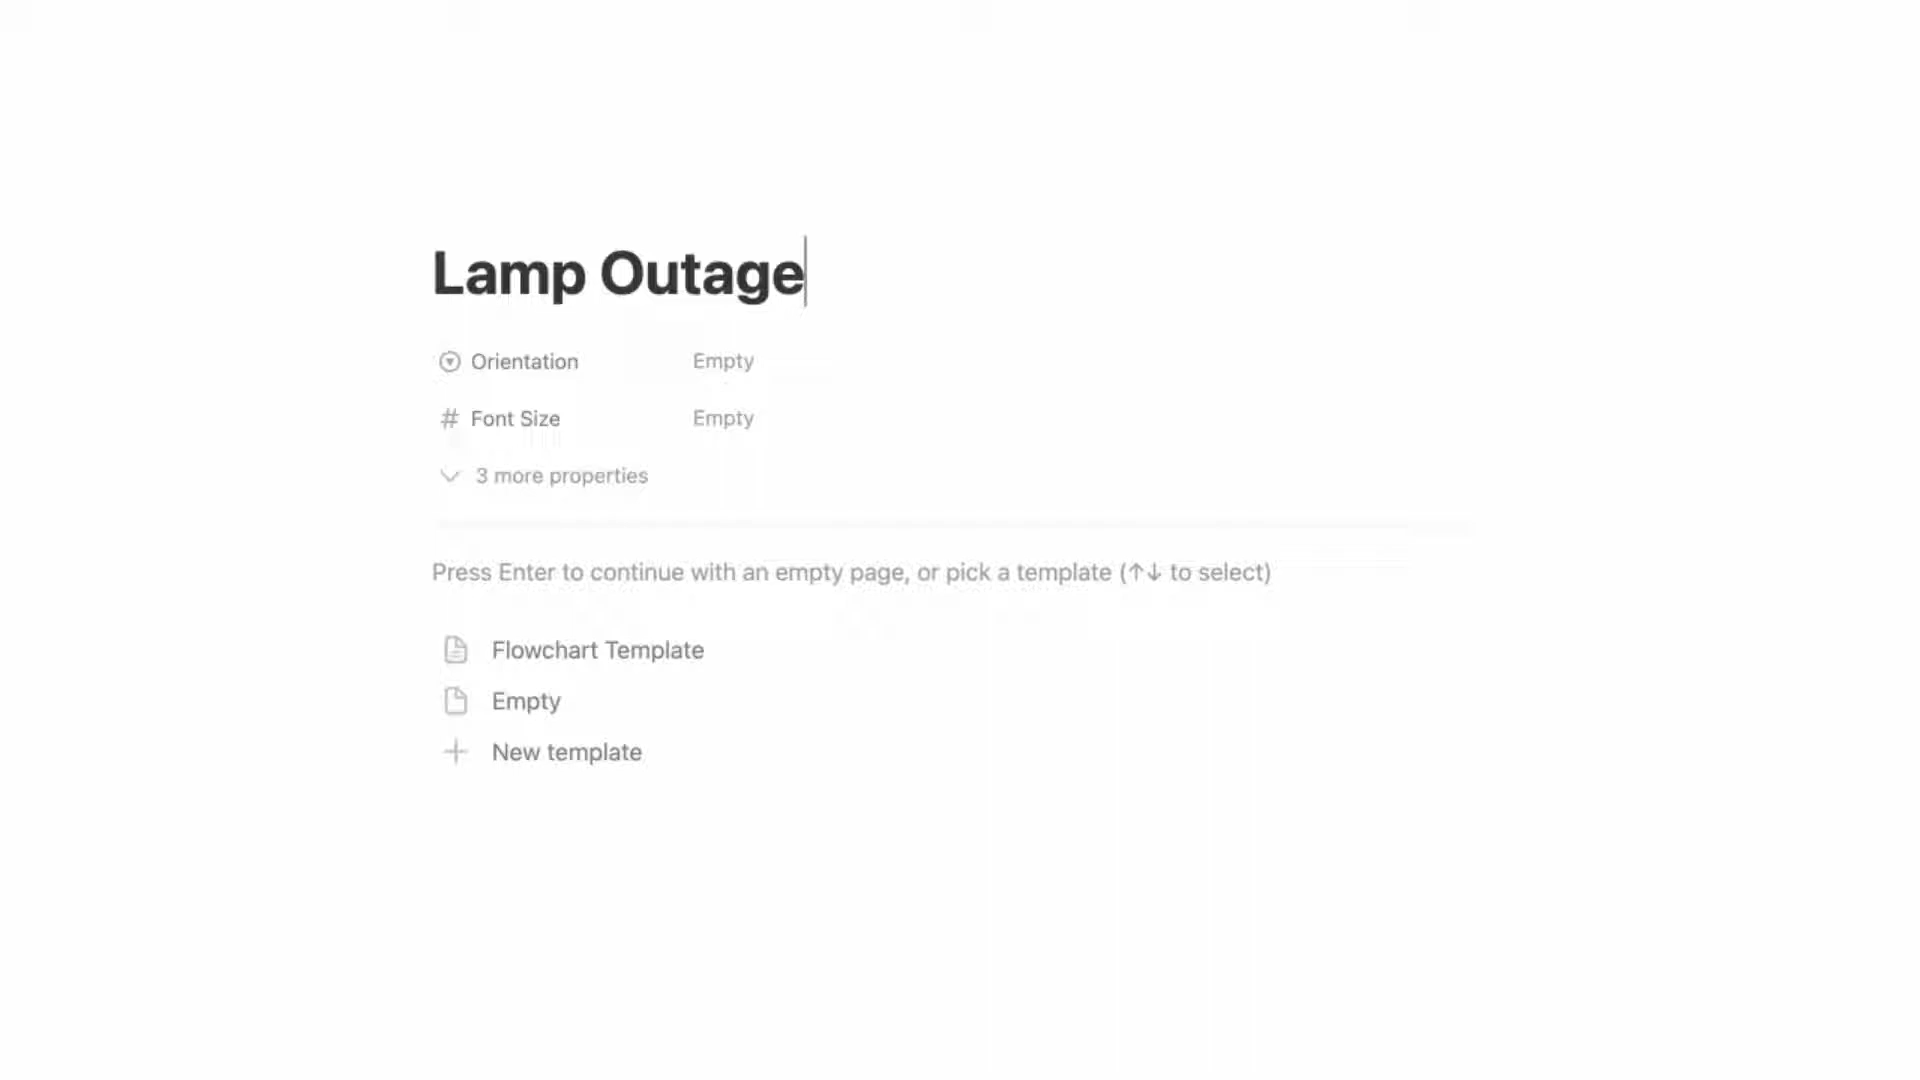 Lamp Outage
Orientation Empty
# Font Size Empty
3 more properties
Press Enter to continue with an empty page, or pick a template (↑↓ to select)
Flowchart Template
Empty
+ New template